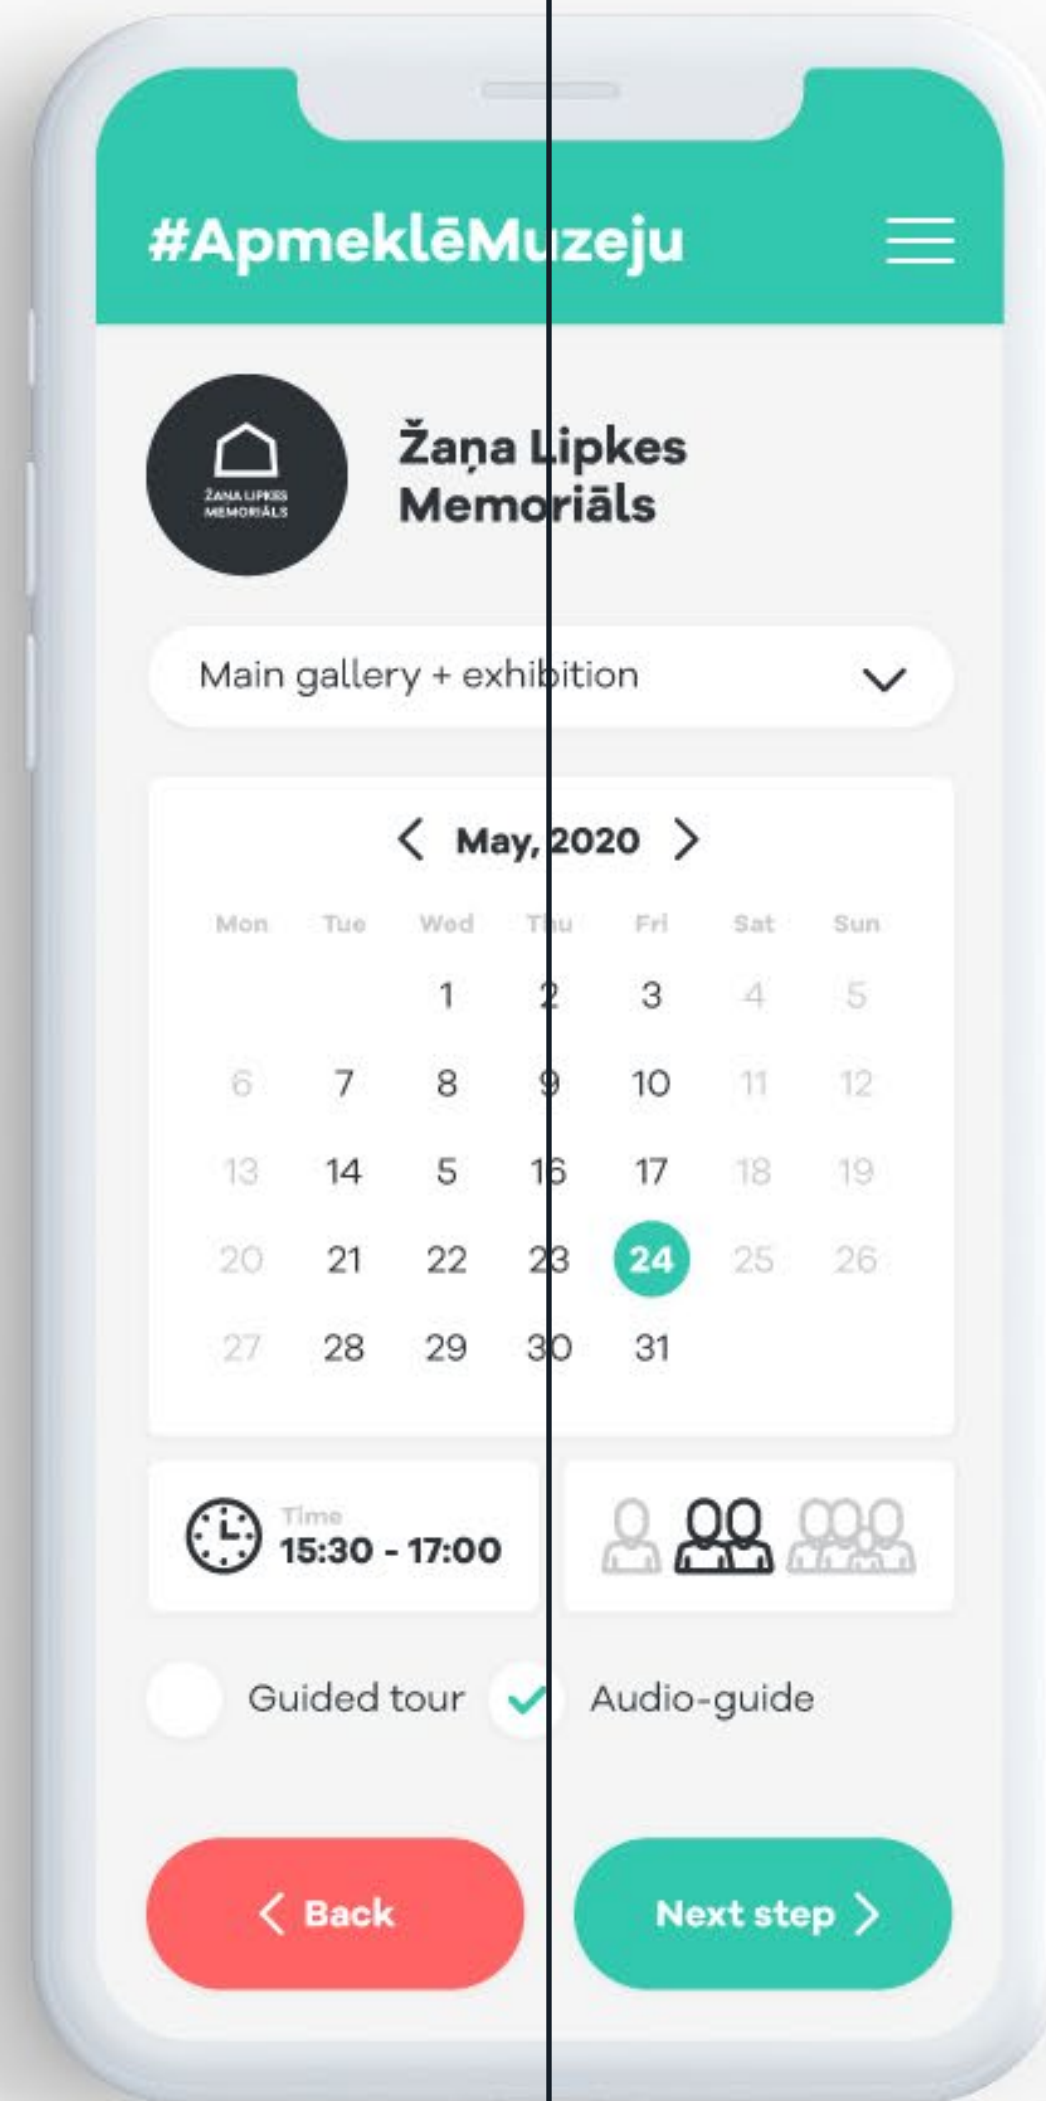 #ApmeklēMuzeju
ŽAŅA LIPKES
MEMORIĀLS
Žaņa Lipkes
Memoriāls
Main gallery + exhibition
May, 2020
Mon Tue Wed Thu Fri Sat Sun
1 2 3 4 5
6 7 8 9 10 11 12
13 14 5 16 17 18 19
20 21 22 23 24 25 26
27 28 29 30 31
Time
15:30 - 17:00
Guided tour Audio-guide
Back Next step